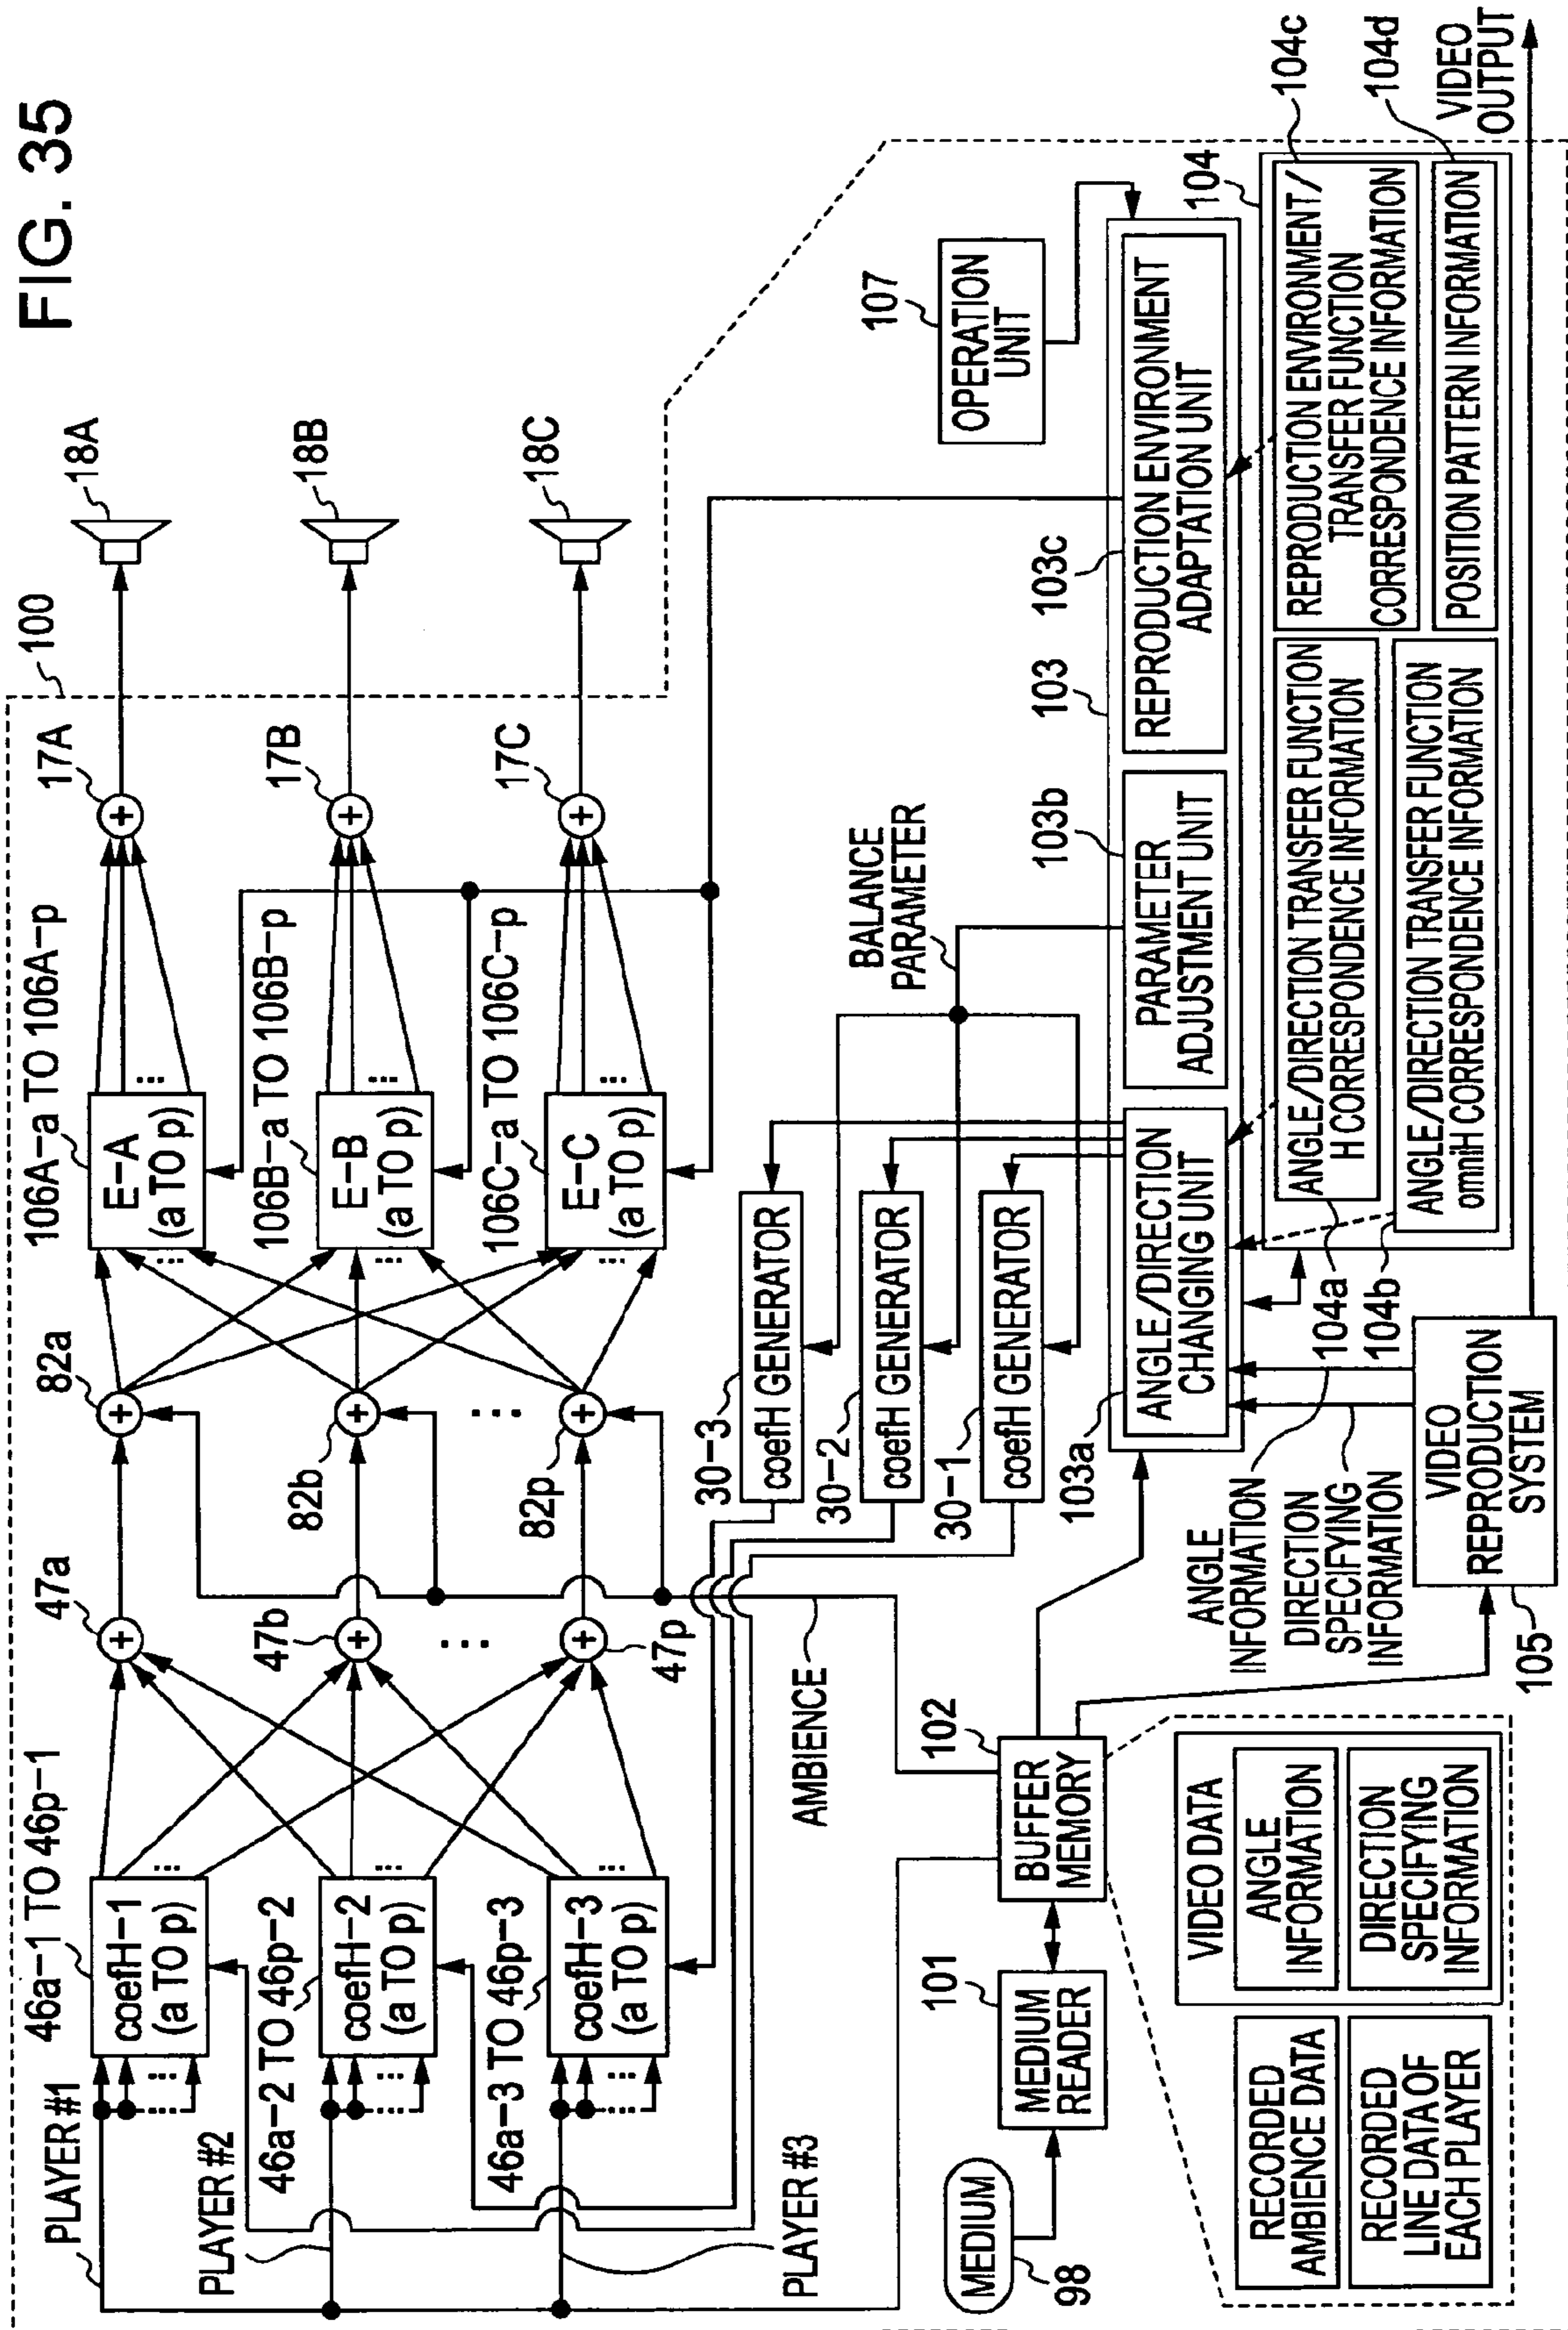 FIG. 35
100
PLAYER #1
46a-1 TO 46p-1
coefH-1
(a TO p)
...
...
47a
82a
106A-a TO 106A-p
E-A
(a TO p)
...
...
17A
18A
PLAYER #2
46a-2 TO 46p-2
coefH-2
(a TO p)
...
...
47b
82b
106B-a TO 106B-p
E-B
(a TO p)
...
...
17B
18B
46a-3 TO 46p-3
coefH-3
(a TO p)
...
...
...
47p
...
82p
106C-a TO 106C-p
E-C
(a TO p)
...
...
17C
18C
PLAYER #3
AMBIENCE
30-3
coefH GENERATOR
30-2
coefH GENERATOR
30-1
coefH GENERATOR
BALANCE
PARAMETER
107
OPERATION
UNIT
MEDIUM
98
101
MEDIUM
READER
102
BUFFER
MEMORY
103a
ANGLE/DIRECTION
CHANGING UNIT
103b
PARAMETER
ADJUSTMENT UNIT
103
103c
REPRODUCTION ENVIRONMENT
ADAPTATION UNIT
104
104a
ANGLE/DIRECTION TRANSFER FUNCTION
H CORRESPONDENCE INFORMATION
104b
ANGLE/DIRECTION TRANSFER FUNCTION
omniH CORRESPONDENCE INFORMATION
104c
REPRODUCTION ENVIRONMENT/
TRANSFER FUNCTION
CORRESPONDENCE INFORMATION
104d
POSITION PATTERN INFORMATION
ANGLE
INFORMATION
DIRECTION
SPECIFYING
INFORMATION
105
VIDEO
REPRODUCTION
SYSTEM
VIDEO
OUTPUT
RECORDED
AMBIENCE DATA
RECORDED
LINE DATA OF
EACH PLAYER
VIDEO DATA
ANGLE
INFORMATION
DIRECTION
SPECIFYING
INFORMATION